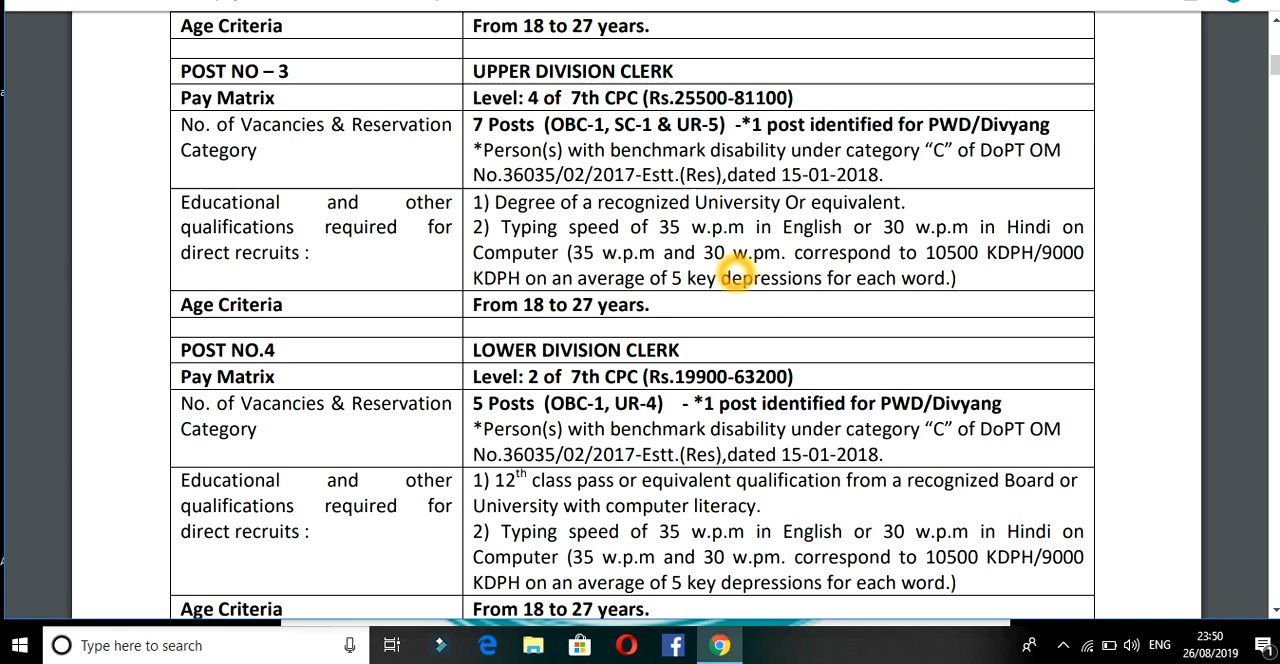 Age Criteria From 18 to 27 years.
POST NO – 3 UPPER DIVISION CLERK
Pay Matrix Level: 4 of 7th CPC (Rs.25500-81100)
No. of Vacancies & Reservation Category
7 Posts (OBC-1, SC-1 & UR-5) -*1 post identified for PWD/Divyang
*Person(s) with benchmark disability under category “C” of DoPT OM
No.36035/02/2017-Estt.(Res),dated 15-01-2018.
Educational and other
qualifications required for
direct recruits :
1) Degree of a recognized University Or equivalent.
2) Typing speed of 35 w.p.m in English or 30 w.p.m in Hindi on
Computer (35 w.p.m and 30 w.pm. correspond to 10500 KDPH/9000
KDPH on an average of 5 key depressions for each word.)
Age Criteria From 18 to 27 years.
POST NO.4 LOWER DIVISION CLERK
Pay Matrix Level: 2 of 7th CPC (Rs.19900-63200)
No. of Vacancies & Reservation
Category
5 Posts (OBC-1, UR-4) - *1 post identified for PWD/Divyang
*Person(s) with benchmark disability under category “C” of DoPT OM
No.36035/02/2017-Estt.(Res),dated 15-01-2018.
Educational and other
qualifications required for
direct recruits :
1) 12th class pass or equivalent qualification from a recognized Board or
University with computer literacy.
2) Typing speed of 35 w.p.m in English or 30 w.p.m in Hindi on
Computer (35 w.p.m and 30 w.pm. correspond to 10500 KDPH/9000
KDPH on an average of 5 key depressions for each word.)
Age Criteria From 18 to 27 years.
Type here to search
ENG
23:50
26/08/2019
1